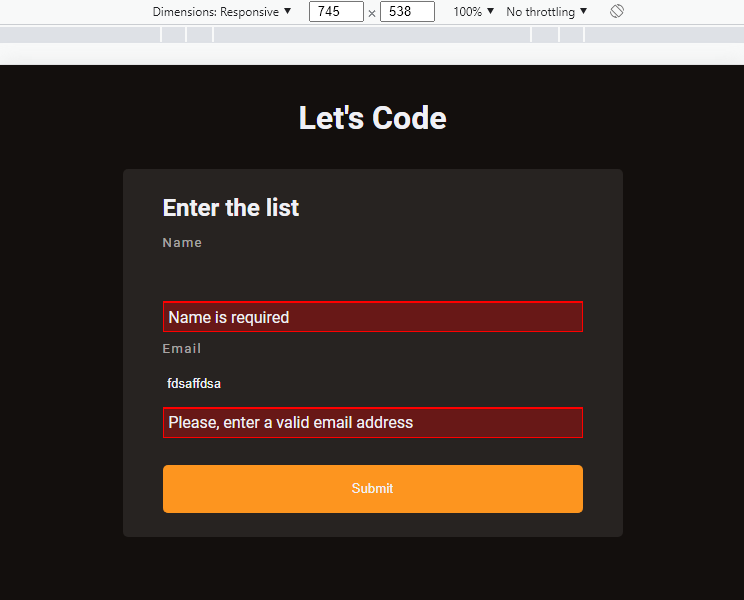 Dimensions: Responsive ▼ 745 × 538 100% ▼ No throttling ▼
Let's Code
Enter the list
Name
Name is required
Email
fdsaffdsa
Please, enter a valid email address
Submit